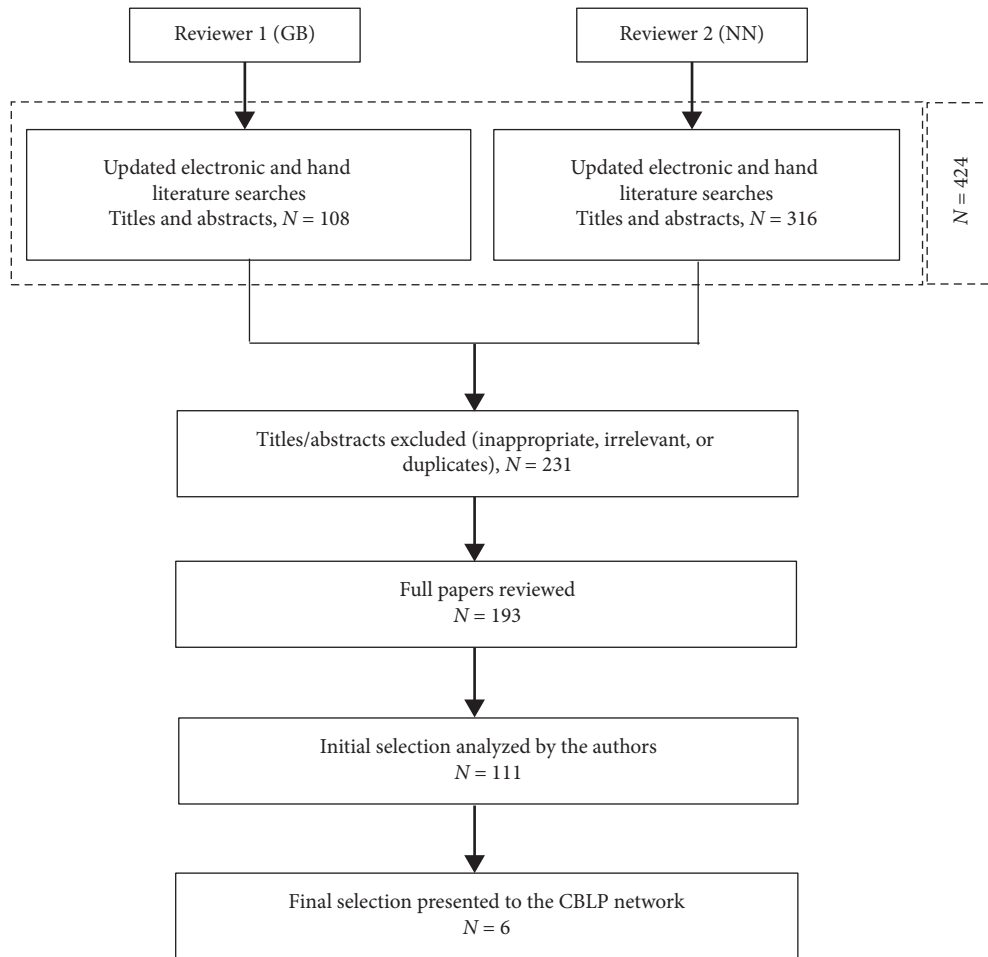 Reviewer 1 (GB)
Reviewer 2 (NN)
Updated electronic and hand
literature searches
Titles and abstracts, N = 108
Updated electronic and hand
literature searches
Titles and abstracts, N = 316
N = 424
Titles/abstracts excluded (inappropriate, irrelevant, or
duplicates), N = 231
Full papers reviewed
N = 193
Initial selection analyzed by the authors
N = 111
Final selection presented to the CBLP network
N = 6